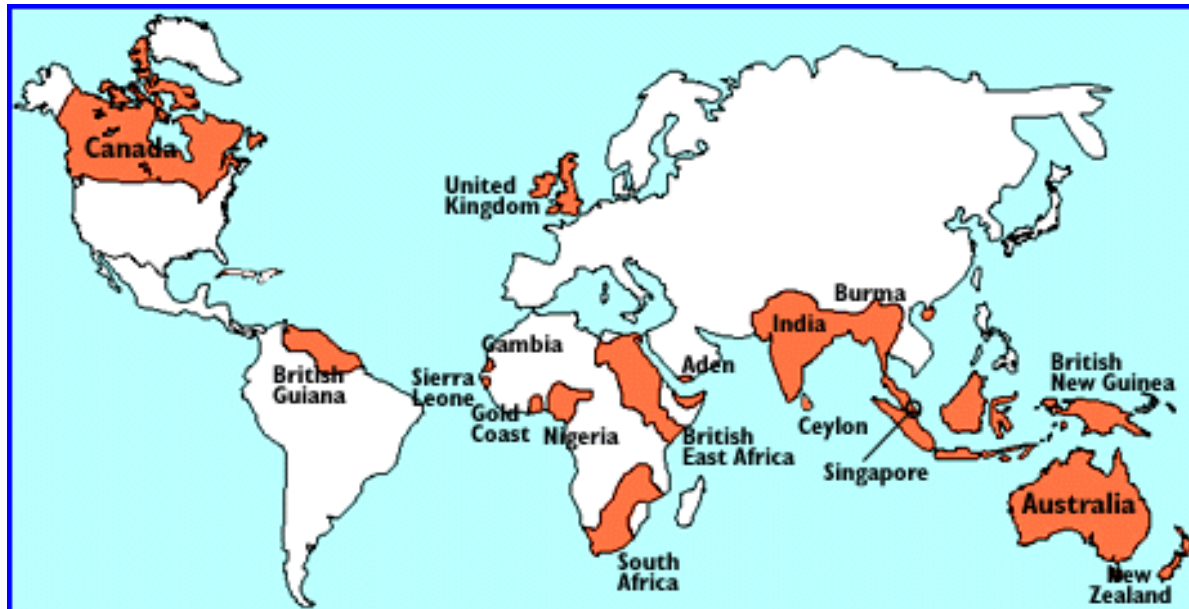 Canada
United
Kingdom
Burma
India
Gambia
Aden
British
New Guinea
British
Guiana
Sierra
Leone
Gold
Coast
Nigeria
British
East Africa
Ceylon
Singapore
Australia
South
Africa
New
Zealand